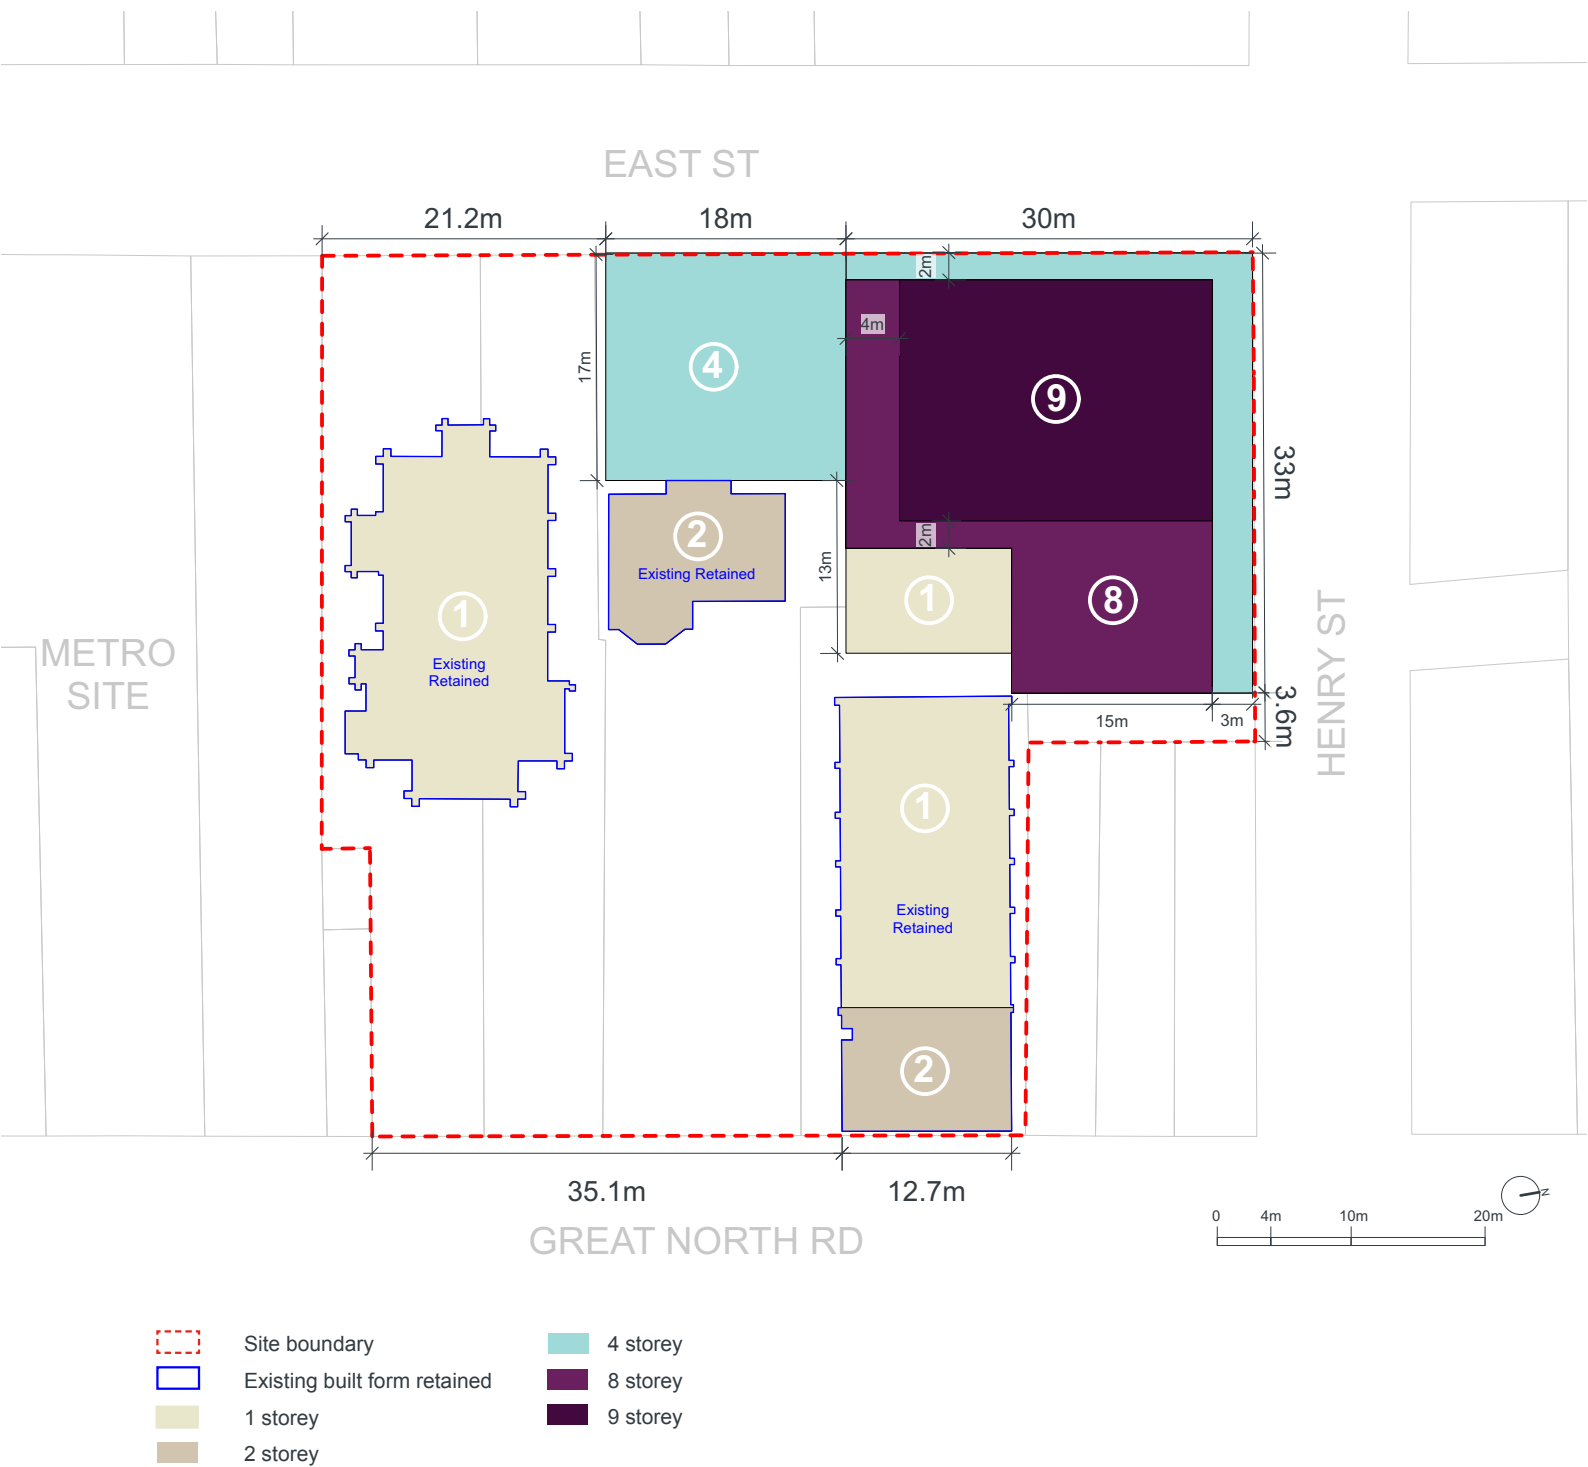 EAST ST
21.2m
18m
30m
2m
4m
17m
4
9
33m
2
Existing Retained
2m
13m
1
8
1
Existing
Retained
METRO
SITE
HENRY ST
15m
3m
3.6m
1
Existing
Retained
2
35.1m
12.7m
GREAT NORTH RD
N
0
4m
10m
20m
Site boundary
Existing built form retained
1 storey
2 storey
4 storey
8 storey
9 storey